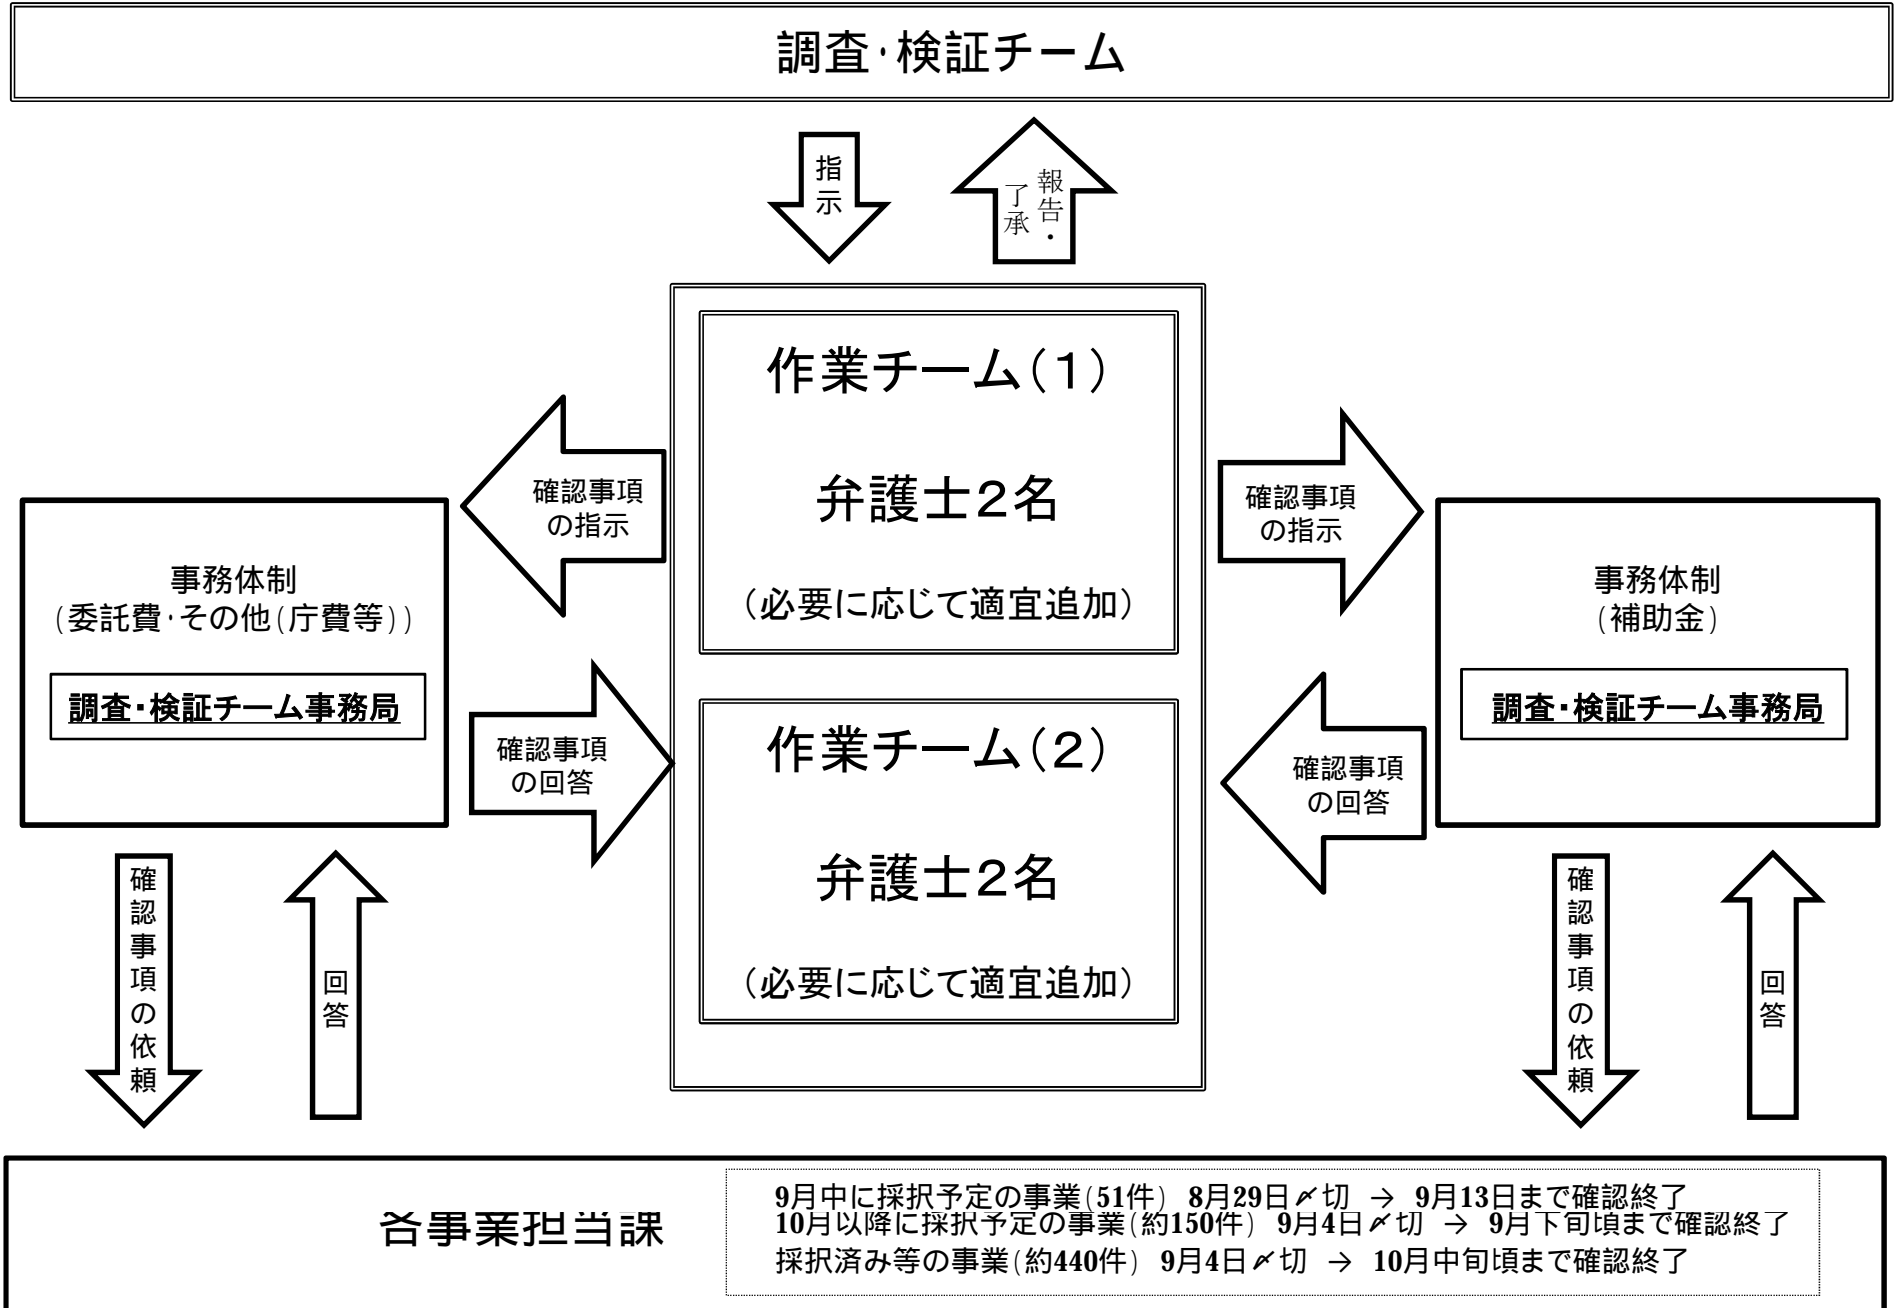 調査・検証チーム
指示
報告・
了承
作業チーム（１）
弁護士２名
（必要に応じて適宜追加）
確認事項
の指示
確認事項
の指示
事務体制
（委託費・その他（庁費等））
調査・検証チーム事務局
事務体制
（補助金）
調査・検証チーム事務局
確認事項
の回答
作業チーム（２）
弁護士２名
（必要に応じて適宜追加）
確認事項
の回答
確認事項の依頼
回答
確認事項の依頼
回答
各事業担当課
9月中に採択予定の事業（51件） 8月29日〆切 → 9月13日まで確認終了
10月以降に採択予定の事業（約150件） 9月4日〆切 → 9月下旬頃まで確認終了
採択済み等の事業（約440件） 9月4日〆切 → 10月中旬頃まで確認終了